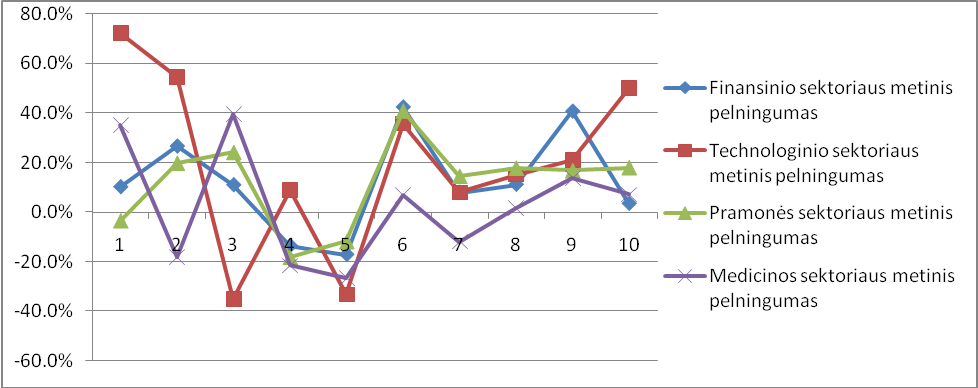 80.0%
60.0%
40.0%
20.0%
0.0%
-20.0%
-40.0%
-60.0%
1 2 3 4 5 6 7 8 9 10
Finansinio sektoriaus metinis
pelningumas
Technologinio sektoriaus
metinis pelningumas
Pramonės sektoriaus metinis
pelningumas
Medicinos sektoriaus metinis
pelningumas